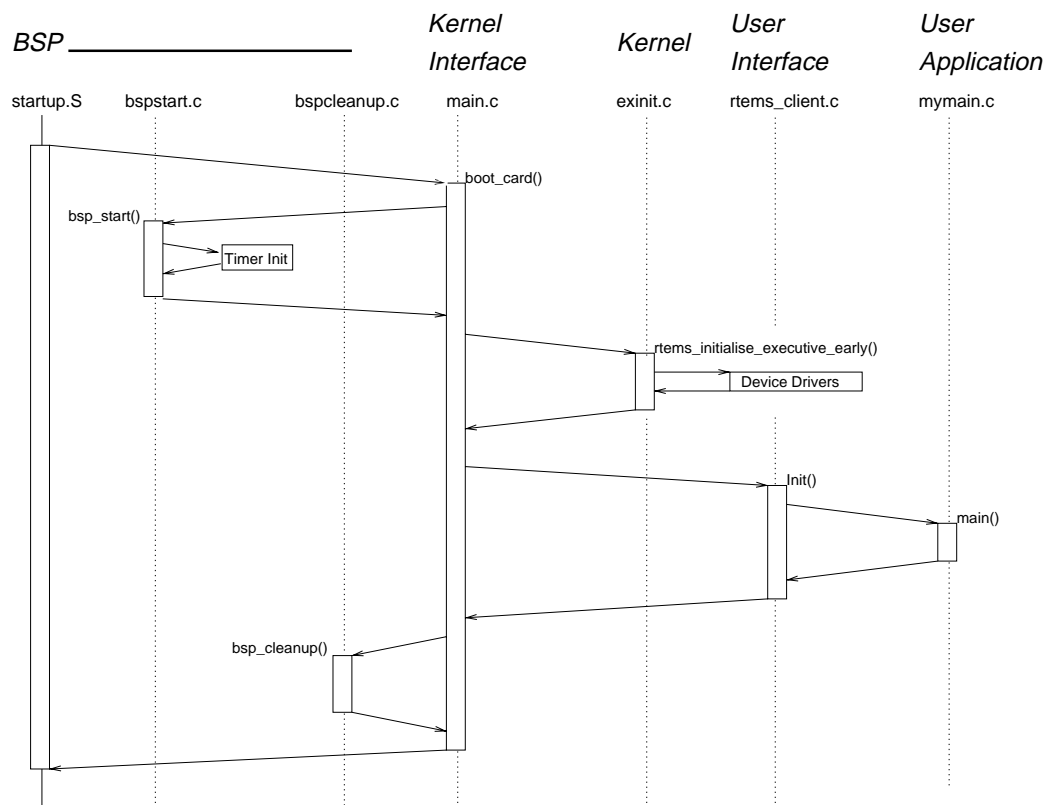 BSP
Kernel
Interface
Kernel
User
Interface
User
Application
startup.S
bspstart.c
bspcleanup.c
main.c
exinit.c
rtems_client.c
mymain.c
boot_card()
bsp_start()
Timer Init
rtems_initialise_executive_early()
Device Drivers
Init()
main()
bsp_cleanup()